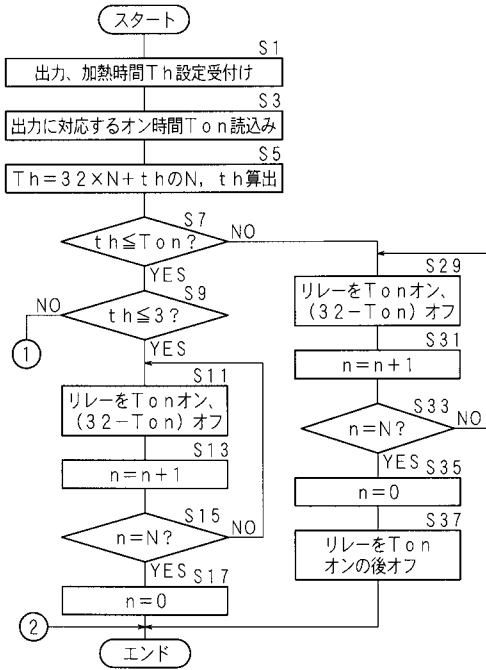 スタート
S1
出力、加熱時間Th設定受付け
S3
出力に対応するオン時間Ton読込み
S5
Th=32×N+thのN, th算出
S7
th≦Ton?
NO
YES
S9
th≦3?
NO
1
YES
S11
リレーをTonオン、
(32-Ton)オフ
S13
n=n+1
S15
n=N?
NO
YES
S17
n=0
2
エンド
S29
リレーをTonオン、
(32-Ton)オフ
S31
n=n+1
S33
n=N?
NO
YES
S35
n=0
S37
リレーをTon
オンの後オフ